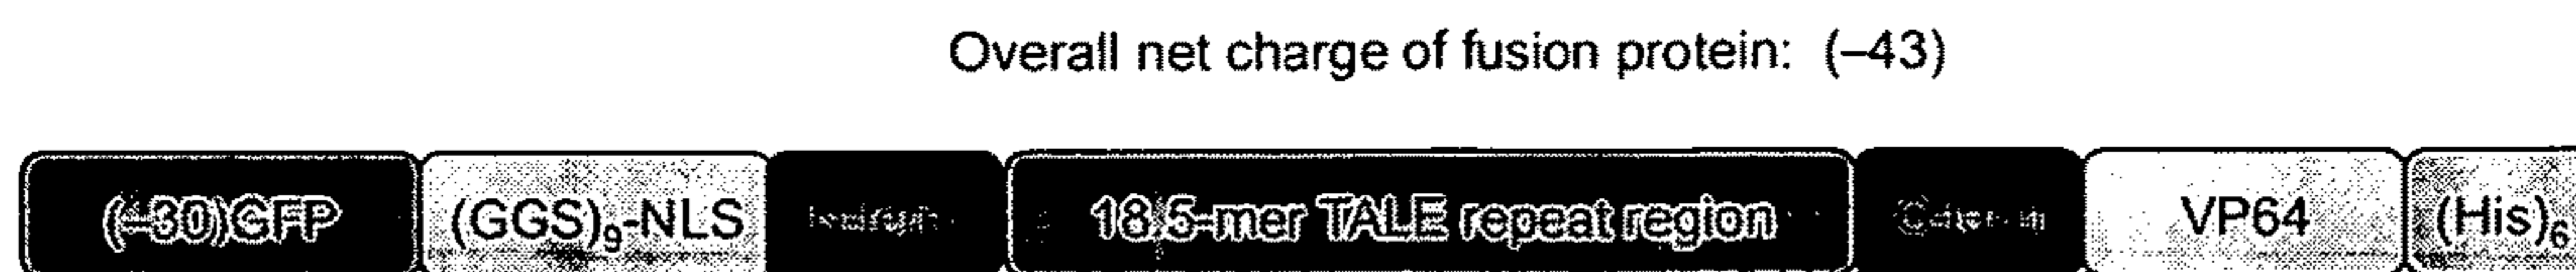 Overall net charge of fusion protein: (–43)
(–30)GFP (GGS)₉-NLS 18.5-mer TALE repeat region VP64 (His)₆